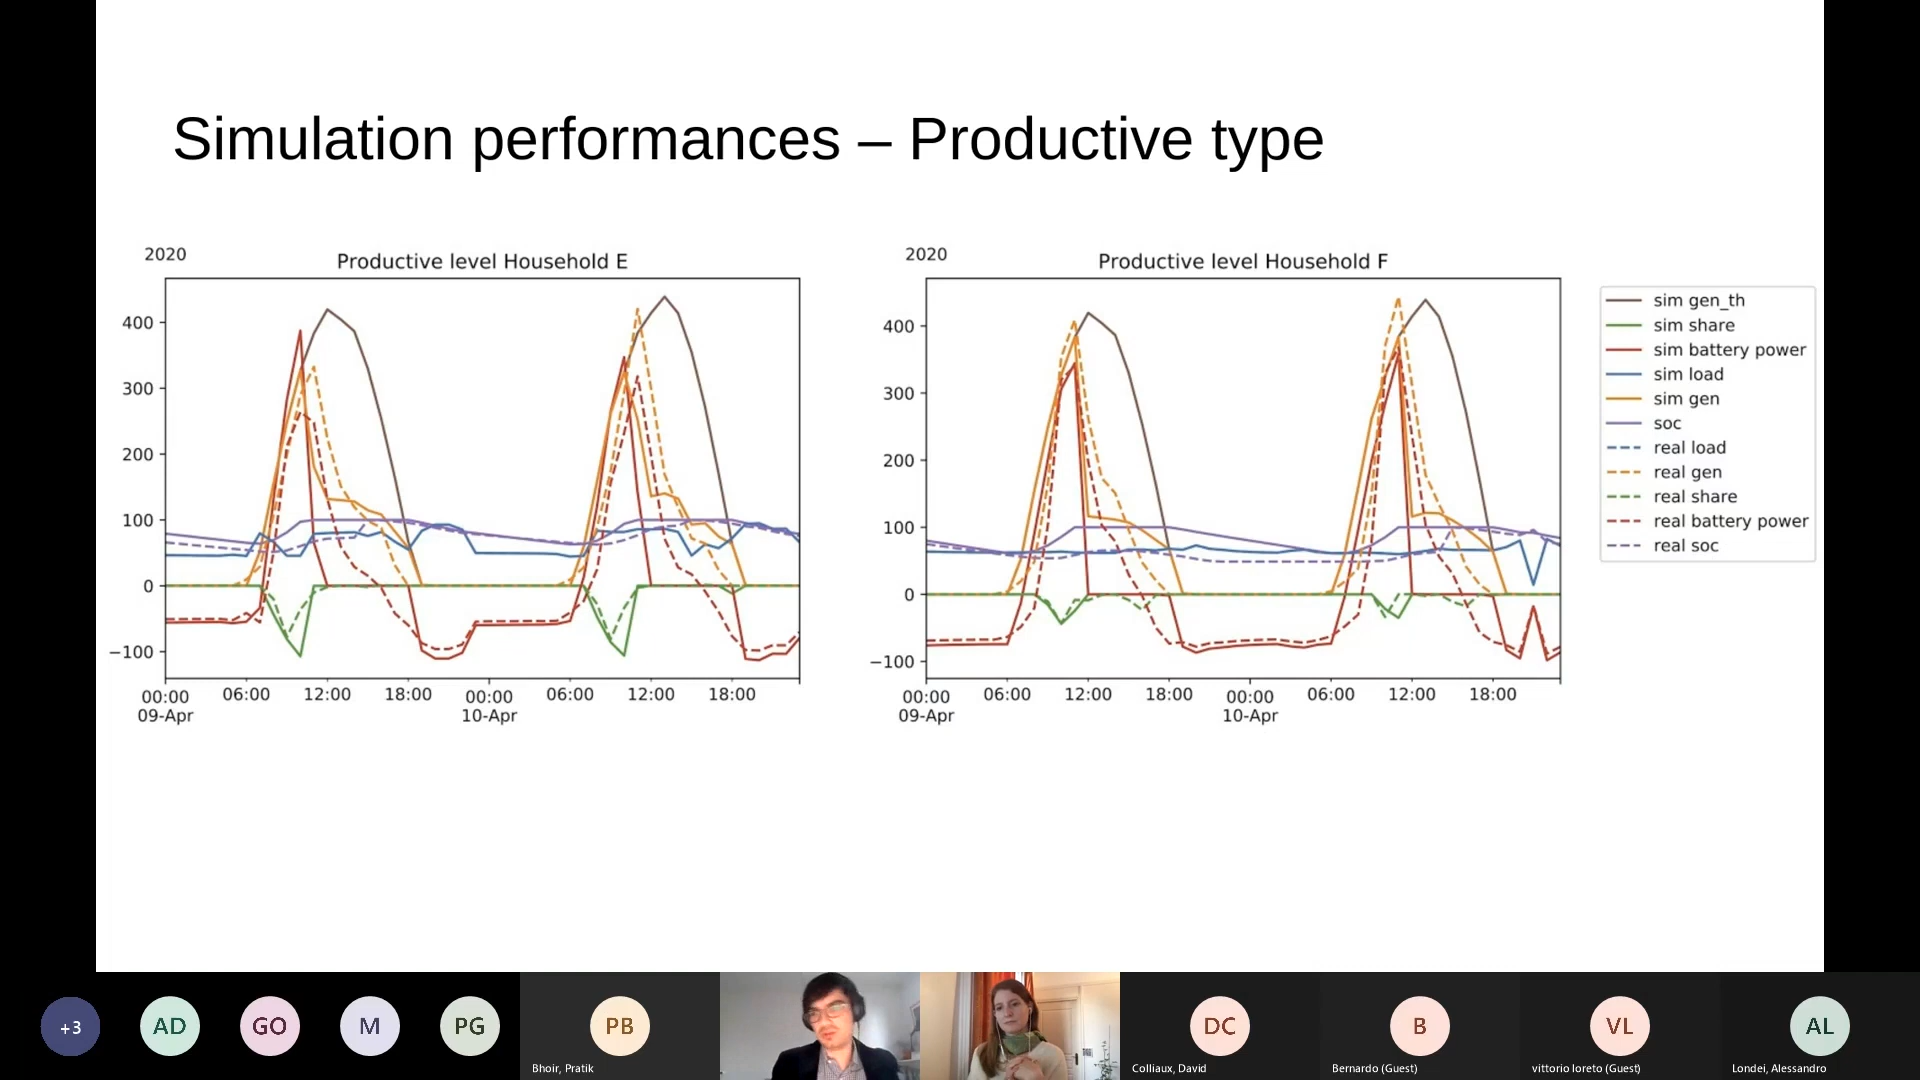 Simulation performances – Productive type
2020
Productive level Household E
400
300
200
100
0
−100
00:00
09-Apr
06:00
12:00
18:00
00:00
10-Apr
06:00
12:00
18:00
2020
Productive level Household F
400
300
200
100
0
−100
00:00
09-Apr
06:00
12:00
18:00
00:00
10-Apr
06:00
12:00
18:00
sim gen_th
sim share
sim battery power
sim load
sim gen
soc
real load
real gen
real share
real battery power
real soc
+3
AD
GO
M
PG
PB
Bhoir, Pratik
DC
Colliaux, David
B
Bernardo (Guest)
VL
vittorio loreto (Guest)
AL
Londei, Alessandro